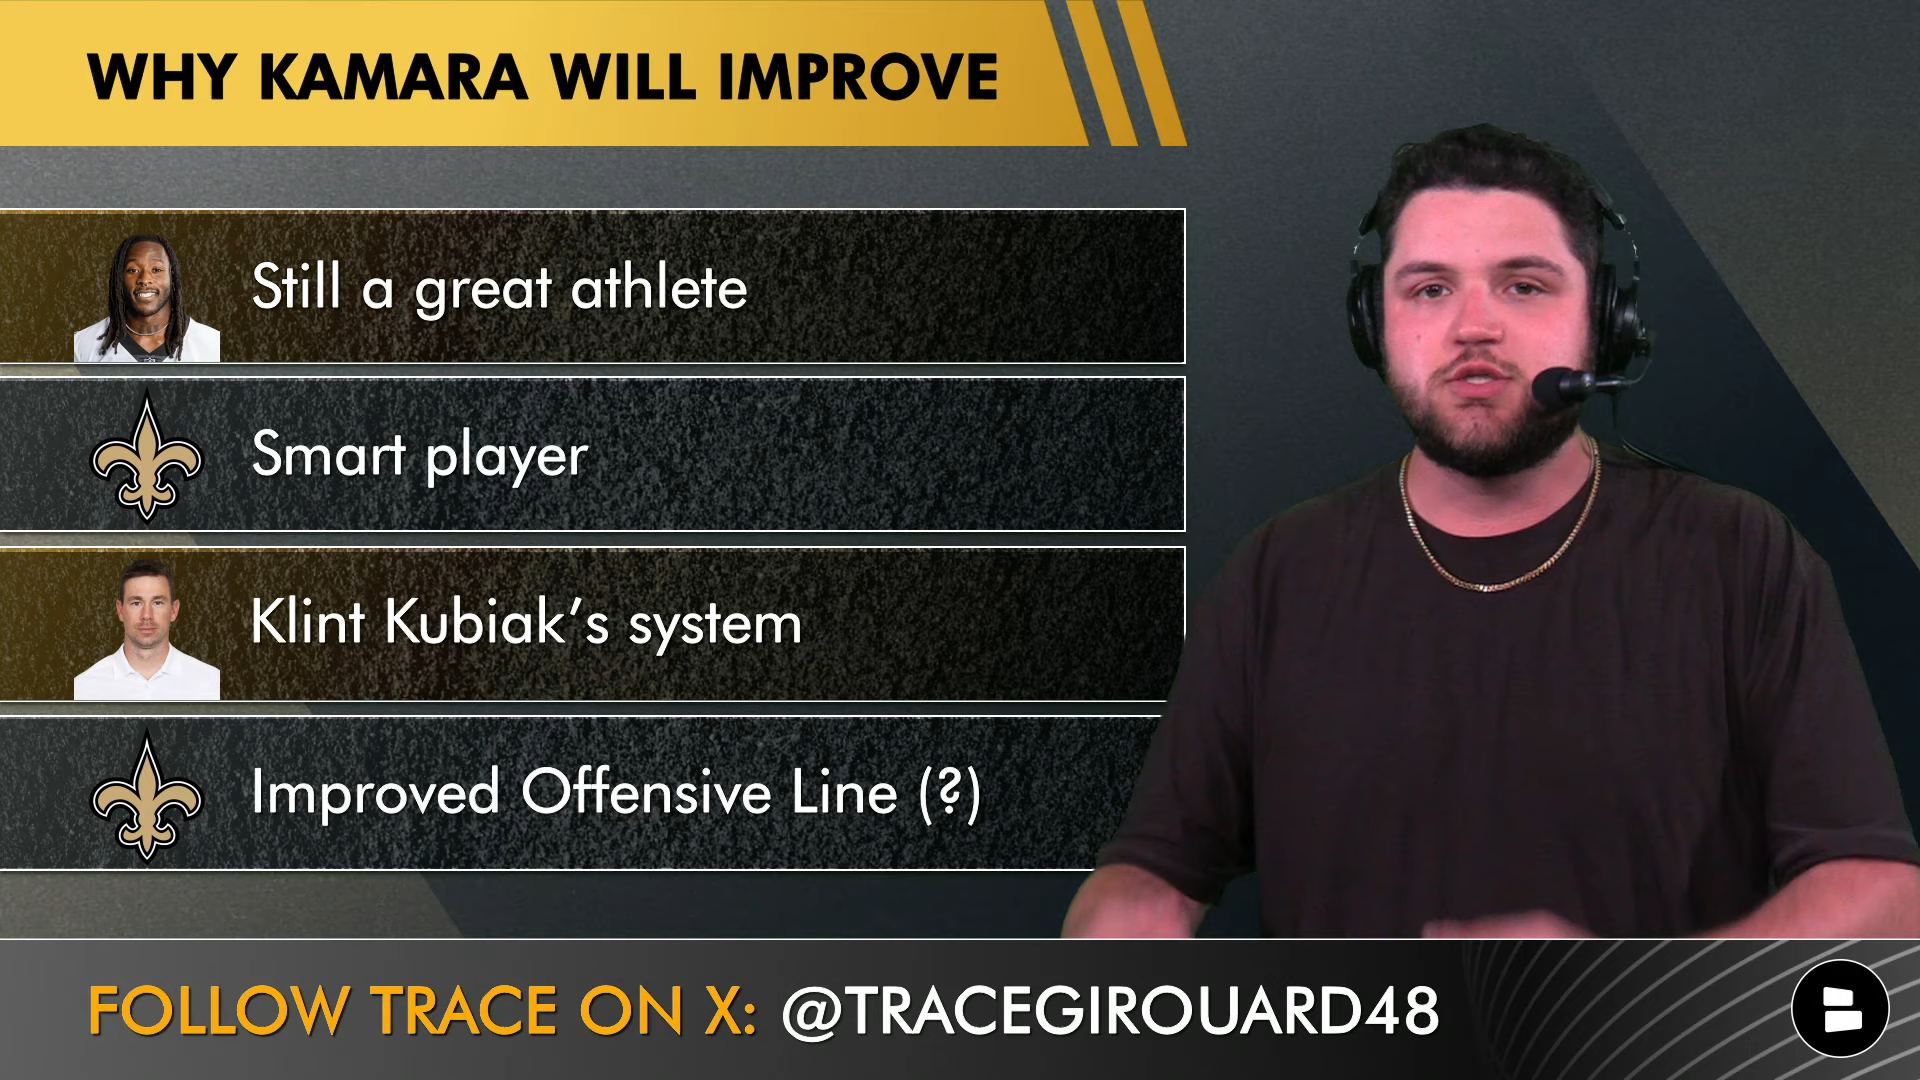 WHY KAMARA WILL IMPROVE
Still a great athlete
Smart player
Klint Kubiak’s system
Improved Offensive Line (?)
FOLLOW TRACE ON X: @TRACEGIROUARD48